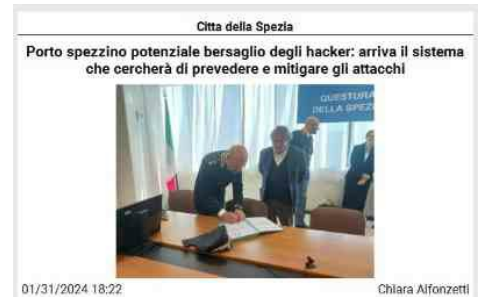 Citta della Spezia
Porto spezzino potenziale bersaglio degli hacker: arriva il sistema
che cercherà di prevedere e mitigare gli attacchi
QUESTURA
DELLA SPEZI
01/31/2024 18:22 Chiara Alfonzetti